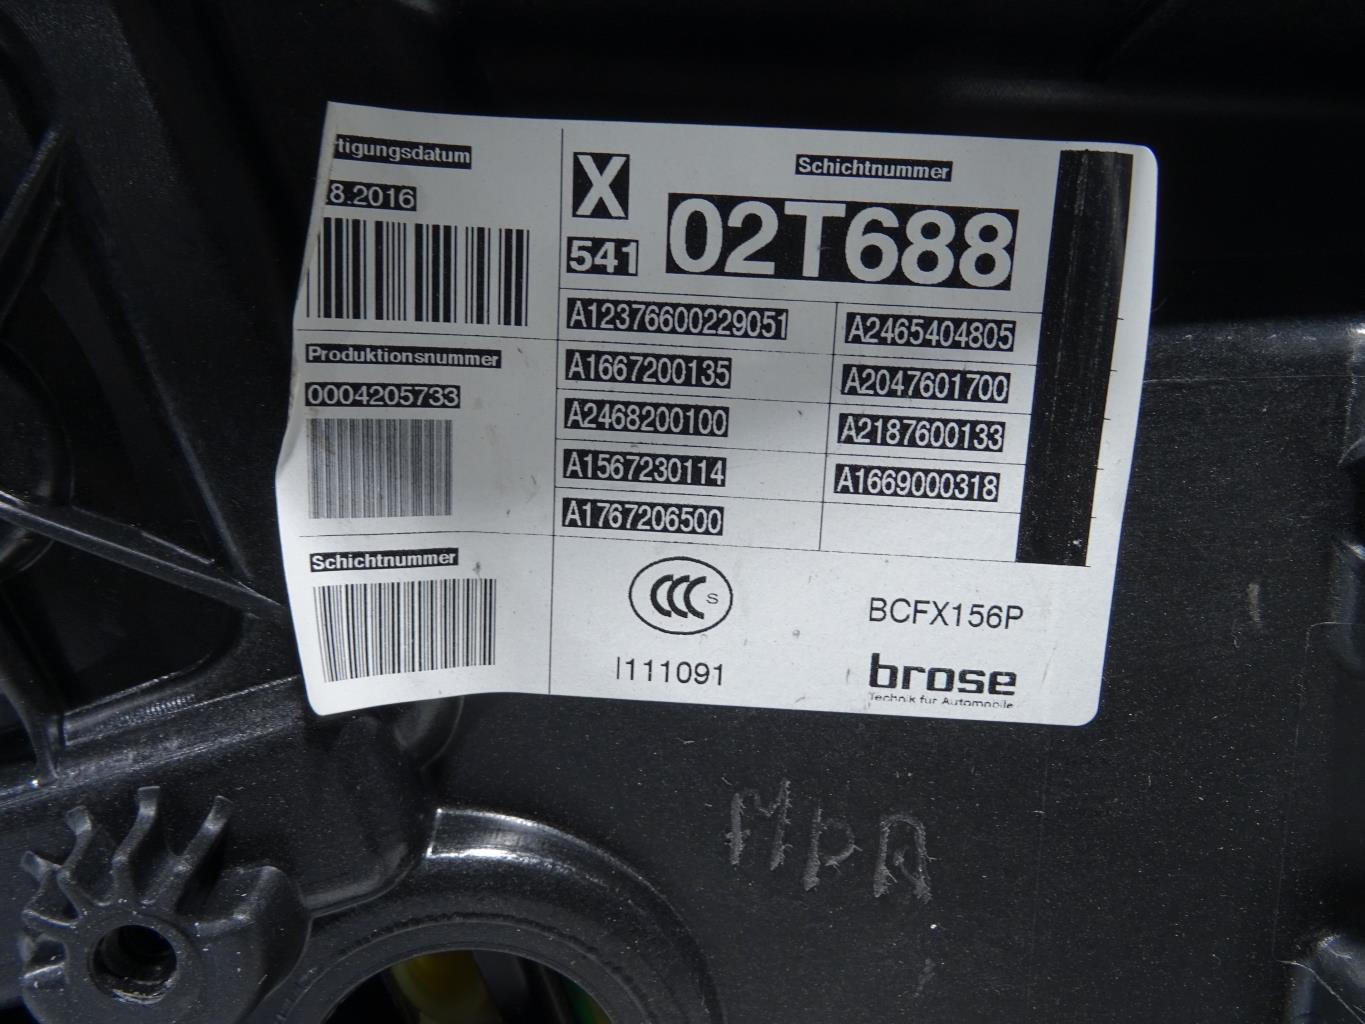 rtigungsdatum
.8.2016
Produktionsnummer
0004205733
Schichtnummer
X
541
Schichtnummer
02T688
A12376600229051
A1667200135
A2468200100
A1567230114
A1767206500
A2465404805
A2047601700
A2187600133
A1669000318
CCC S
I111091
BCFX156P
brose
Technik für Automobile